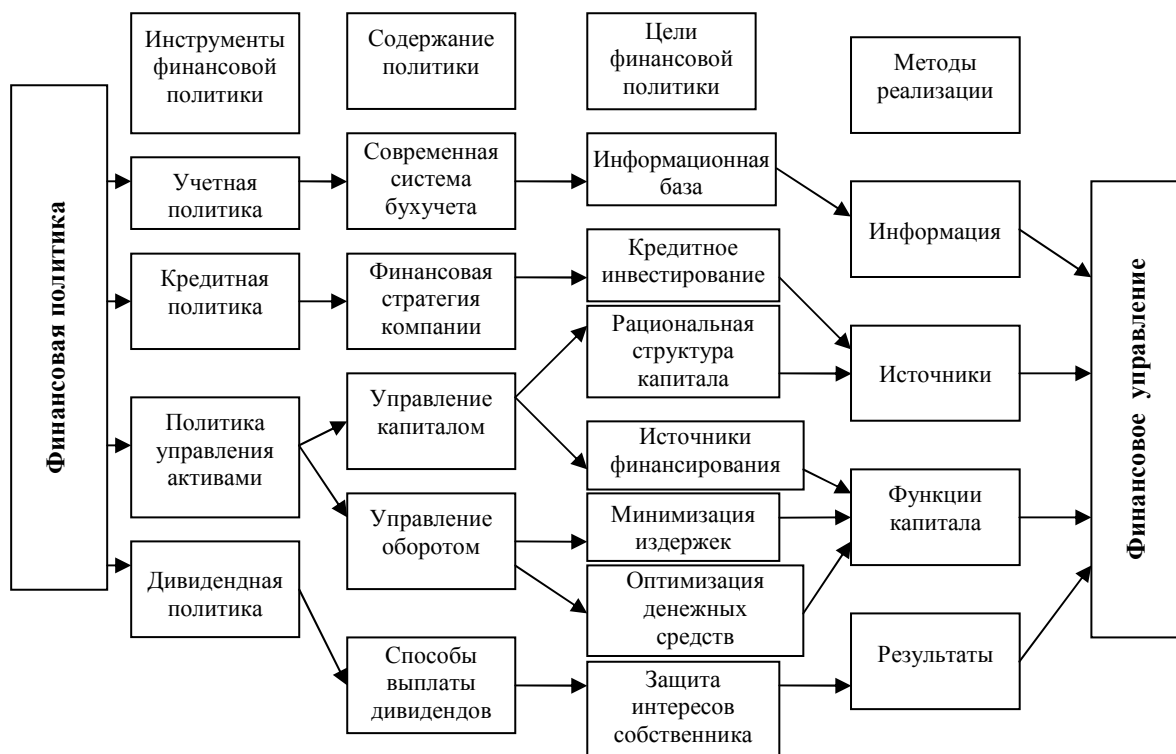 Финансовая политика
Инструменты
финансовой
политики
Содержание
политики
Цели
финансовой
политики
Методы
реализации
Учетная
политика
Современная
система
бухучета
Информационная
база
Информация
Кредитная
политика
Финансовая
стратегия
компании
Кредитное
инвестирование
Рациональная
структура
капитала
Источники
Политика
управления
активами
Управление
капиталом
Источники
финансирования
Функции
капитала
Управление
оборотом
Минимизация
издержек
Оптимизация
денежных
средств
Дивидендная
политика
Способы
выплаты
дивидендов
Защита
интересов
собственника
Результаты
Финансовое управление